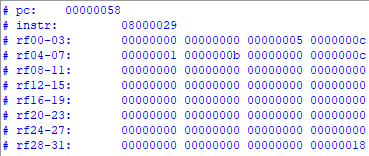 # pc: 00000058
# instr: 08000029
# rf00-03: 00000000 00000000 00000005 0000000c
# rf04-07: 00000001 0000000b 00000000 0000000c
# rf08-11: 00000000 00000000 00000000 00000000
# rf12-15: 00000000 00000000 00000000 00000000
# rf16-19: 00000000 00000000 00000000 00000000
# rf20-23: 00000000 00000000 00000000 00000000
# rf24-27: 00000000 00000000 00000000 00000000
# rf28-31: 00000000 00000000 00000000 00000018